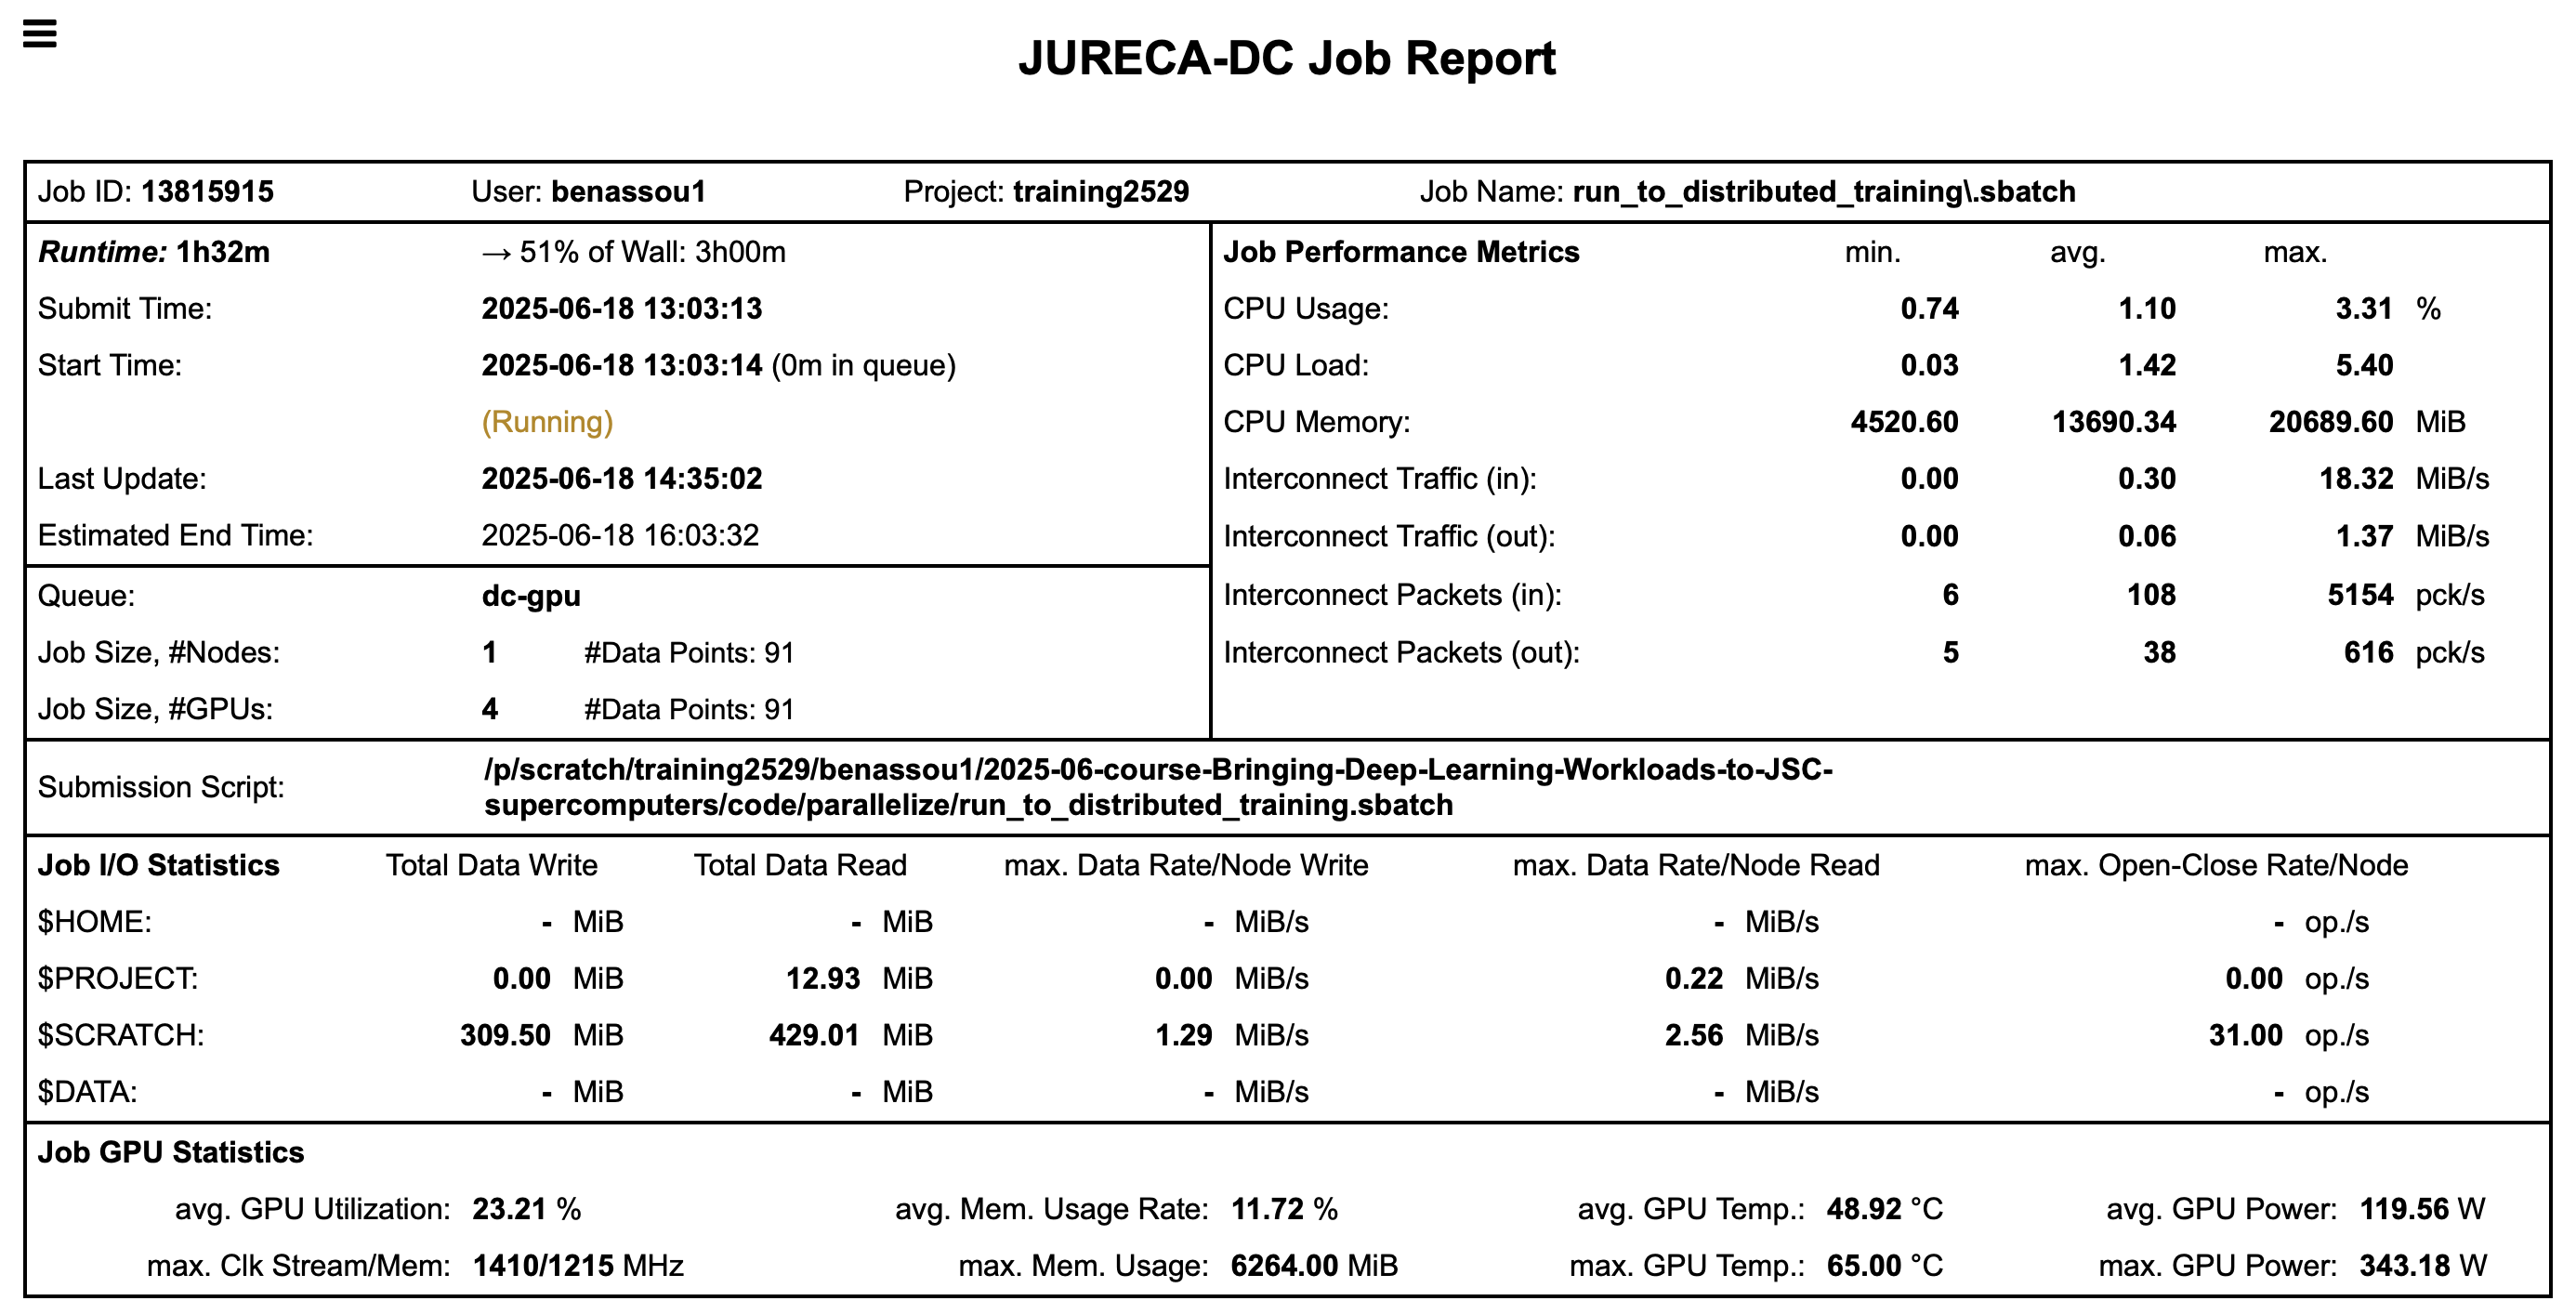 JURECA-DC Job Report
Job ID: 13815915 User: benassou1 Project: training2529 Job Name: run_to_distributed_training\.sbatch
Runtime: 1h32m → 51% of Wall: 3h00m
Submit Time: 2025-06-18 13:03:13
Start Time: 2025-06-18 13:03:14 (0m in queue)
(Running)
Last Update: 2025-06-18 14:35:02
Estimated End Time: 2025-06-18 16:03:32
Queue: dc-gpu
Job Size, #Nodes: 1 #Data Points: 91
Job Size, #GPUs: 4 #Data Points: 91
Job Performance Metrics min. avg. max.
CPU Usage: 0.74 1.10 3.31 %
CPU Load: 0.03 1.42 5.40
CPU Memory: 4520.60 13690.34 20689.60 MiB
Interconnect Traffic (in): 0.00 0.30 18.32 MiB/s
Interconnect Traffic (out): 0.00 0.06 1.37 MiB/s
Interconnect Packets (in): 6 108 5154 pck/s
Interconnect Packets (out): 5 38 616 pck/s
Submission Script: /p/scratch/training2529/benassou1/2025-06-course-Bringing-Deep-Learning-Workloads-to-JSC-
supercomputers/code/parallelize/run_to_distributed_training.sbatch
Job I/O Statistics Total Data Write Total Data Read max. Data Rate/Node Write max. Data Rate/Node Read max. Open-Close Rate/Node
$HOME: - MiB - MiB - MiB/s - MiB/s - op./s
$PROJECT: 0.00 MiB 12.93 MiB 0.00 MiB/s 0.22 MiB/s 0.00 op./s
$SCRATCH: 309.50 MiB 429.01 MiB 1.29 MiB/s 2.56 MiB/s 31.00 op./s
$DATA: - MiB - MiB - MiB/s - MiB/s - op./s
Job GPU Statistics
avg. GPU Utilization: 23.21 % avg. Mem. Usage Rate: 11.72 % avg. GPU Temp.: 48.92 °C avg. GPU Power: 119.56 W
max. Clk Stream/Mem: 1410/1215 MHz max. Mem. Usage: 6264.00 MiB max. GPU Temp.: 65.00 °C max. GPU Power: 343.18 W